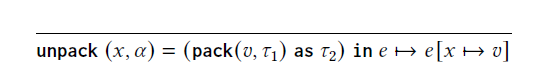 unpack (x, α) = (pack(v, τ₁) as τ₂) in e ↦ e[x ↦ v]